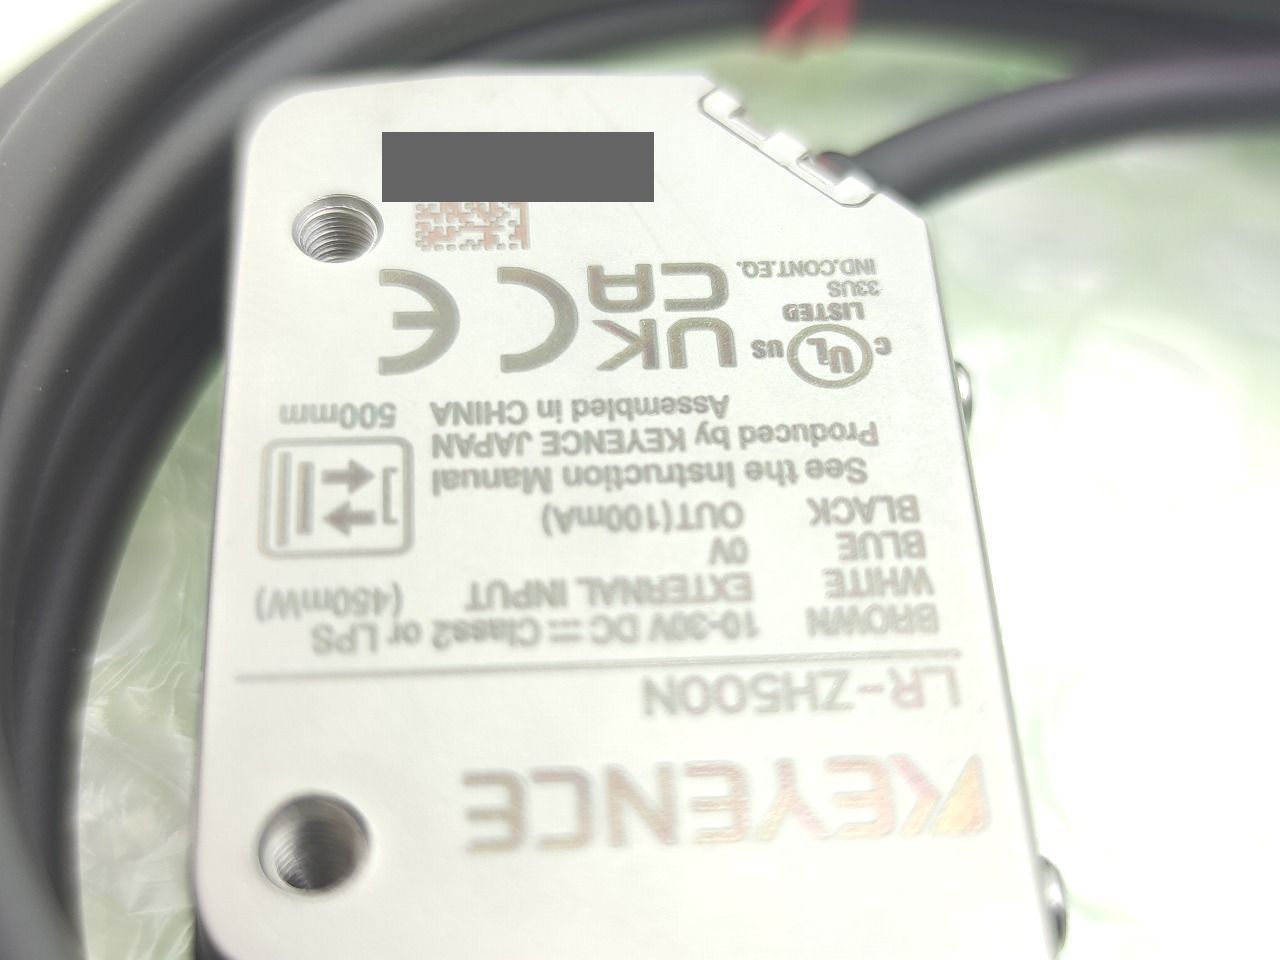 KEYENCE
LR-ZH500N
BROWN 10-30V DC ⎓ Class2 or LPS
WHITE EXTERNAL INPUT (450mW)
BLUE 0V
BLACK OUT(100mA)
See the Instruction Manual
Produced by KEYENCE JAPAN
Assembled in CHINA 500mm
C UL US
LISTED
33US
IND.CONT.EQ.
UK
CA
CE